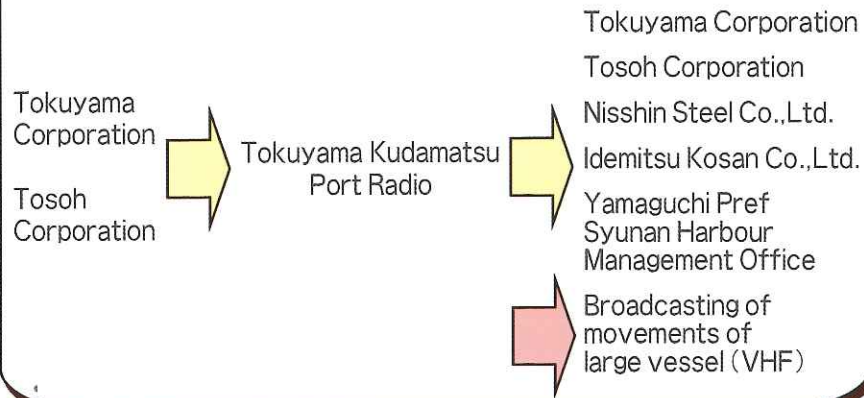 Tokuyama
Corporation
Tosoh
Corporation
Tokuyama Kudamatsu
Port Radio
Tokuyama Corporation
Tosoh Corporation
Nisshin Steel Co.,Ltd.
Idemitsu Kosan Co.,Ltd.
Yamaguchi Pref
Syunan Harbour
Management Office
Broadcasting of
movements of
large vessel (VHF)